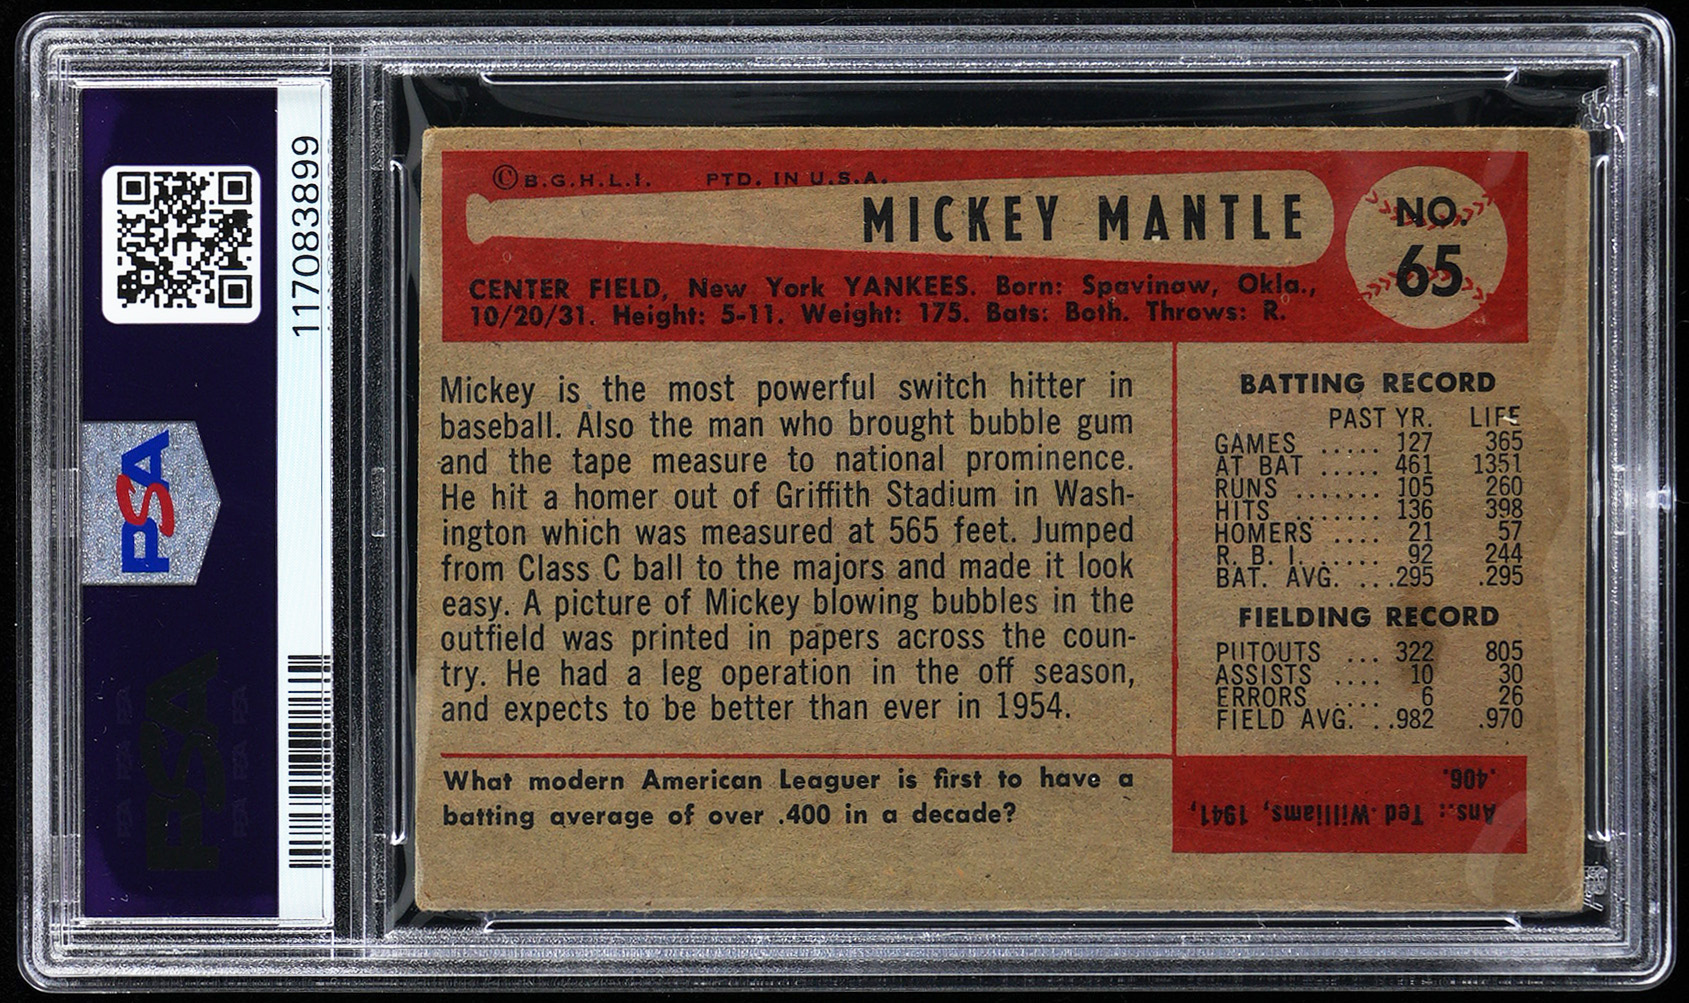 117083899
PSA
PSA
© B.G.H.L.I. PTD. IN U.S.A.
MICKEY MANTLE
NO.
65
CENTER FIELD, New York YANKEES. Born: Spavinaw, Okla.,
10/20/31. Height: 5-11. Weight: 175. Bats: Both. Throws: R.
Mickey is the most powerful switch hitter in
baseball. Also the man who brought bubble gum
and the tape measure to national prominence.
He hit a homer out of Griffith Stadium in Wash-
ington which was measured at 565 feet. Jumped
from Class C ball to the majors and made it look
easy. A picture of Mickey blowing bubbles in the
outfield was printed in papers across the coun-
try. He had a leg operation in the off season,
and expects to be better than ever in 1954.
BATTING RECORD
PAST YR. LIFE
GAMES ..... 127 365
AT BAT ..... 461 1351
RUNS ....... 105 260
HITS ....... 136 398
HOMERS .... 21 57
R. B. I. ..... 92 244
BAT. AVG. ...295 .295
FIELDING RECORD
PUTOUTS ... 322 805
ASSISTS .... 10 30
ERRORS .... 6 26
FIELD AVG. ..982 .970
What modern American Leaguer is first to have a
batting average of over .400 in a decade?
Ans.: Ted Williams, 1941,
.406.